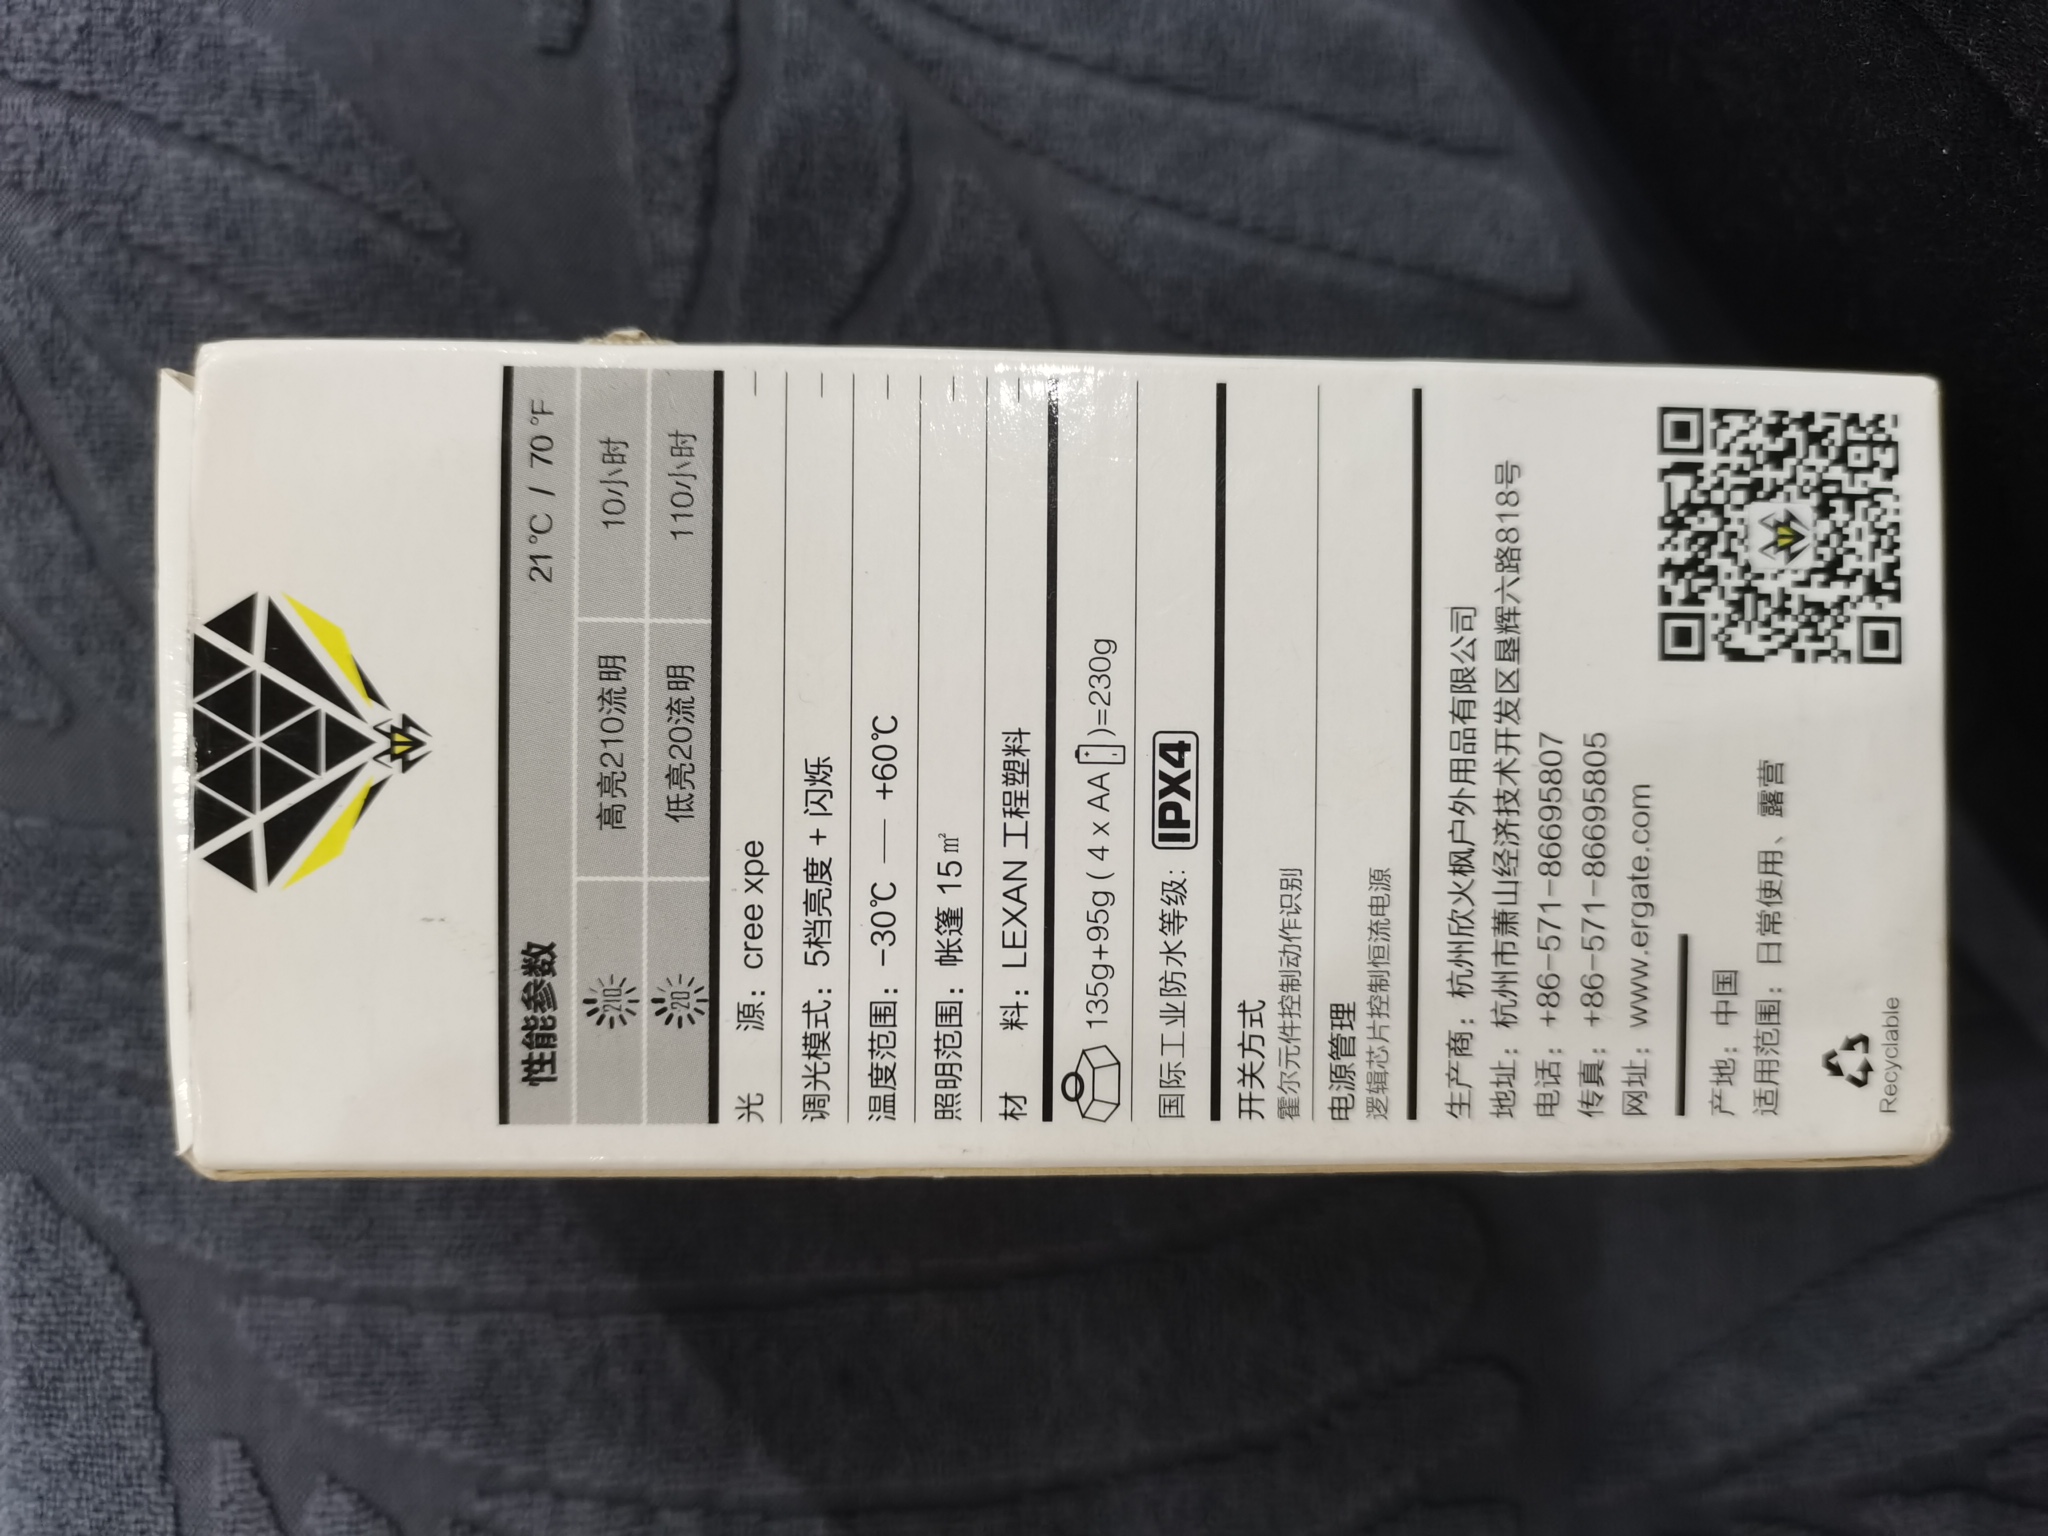 性能参数 21℃ / 70℉
210 高亮210流明 10小时
20 低亮20流明 110小时
光 源：cree xpe
调光模式：5档亮度 + 闪烁
温度范围：-30℃ — +60℃
照明范围：帐篷 15㎡
材 料：LEXAN 工程塑料
135g+95g ( 4 x AA )=230g
国际工业防水等级: IPX4
开关方式
霍尔元件控制动作识别
电源管理
逻辑芯片控制恒流电源
生产商：杭州欣火枫户外用品有限公司
地址：杭州市萧山经济技术开发区垦辉六路818号
电话：+86-571-86695807
传真：+86-571-86695805
网址：www.ergate.com
产地：中国
适用范围：日常使用、露营
Recyclable